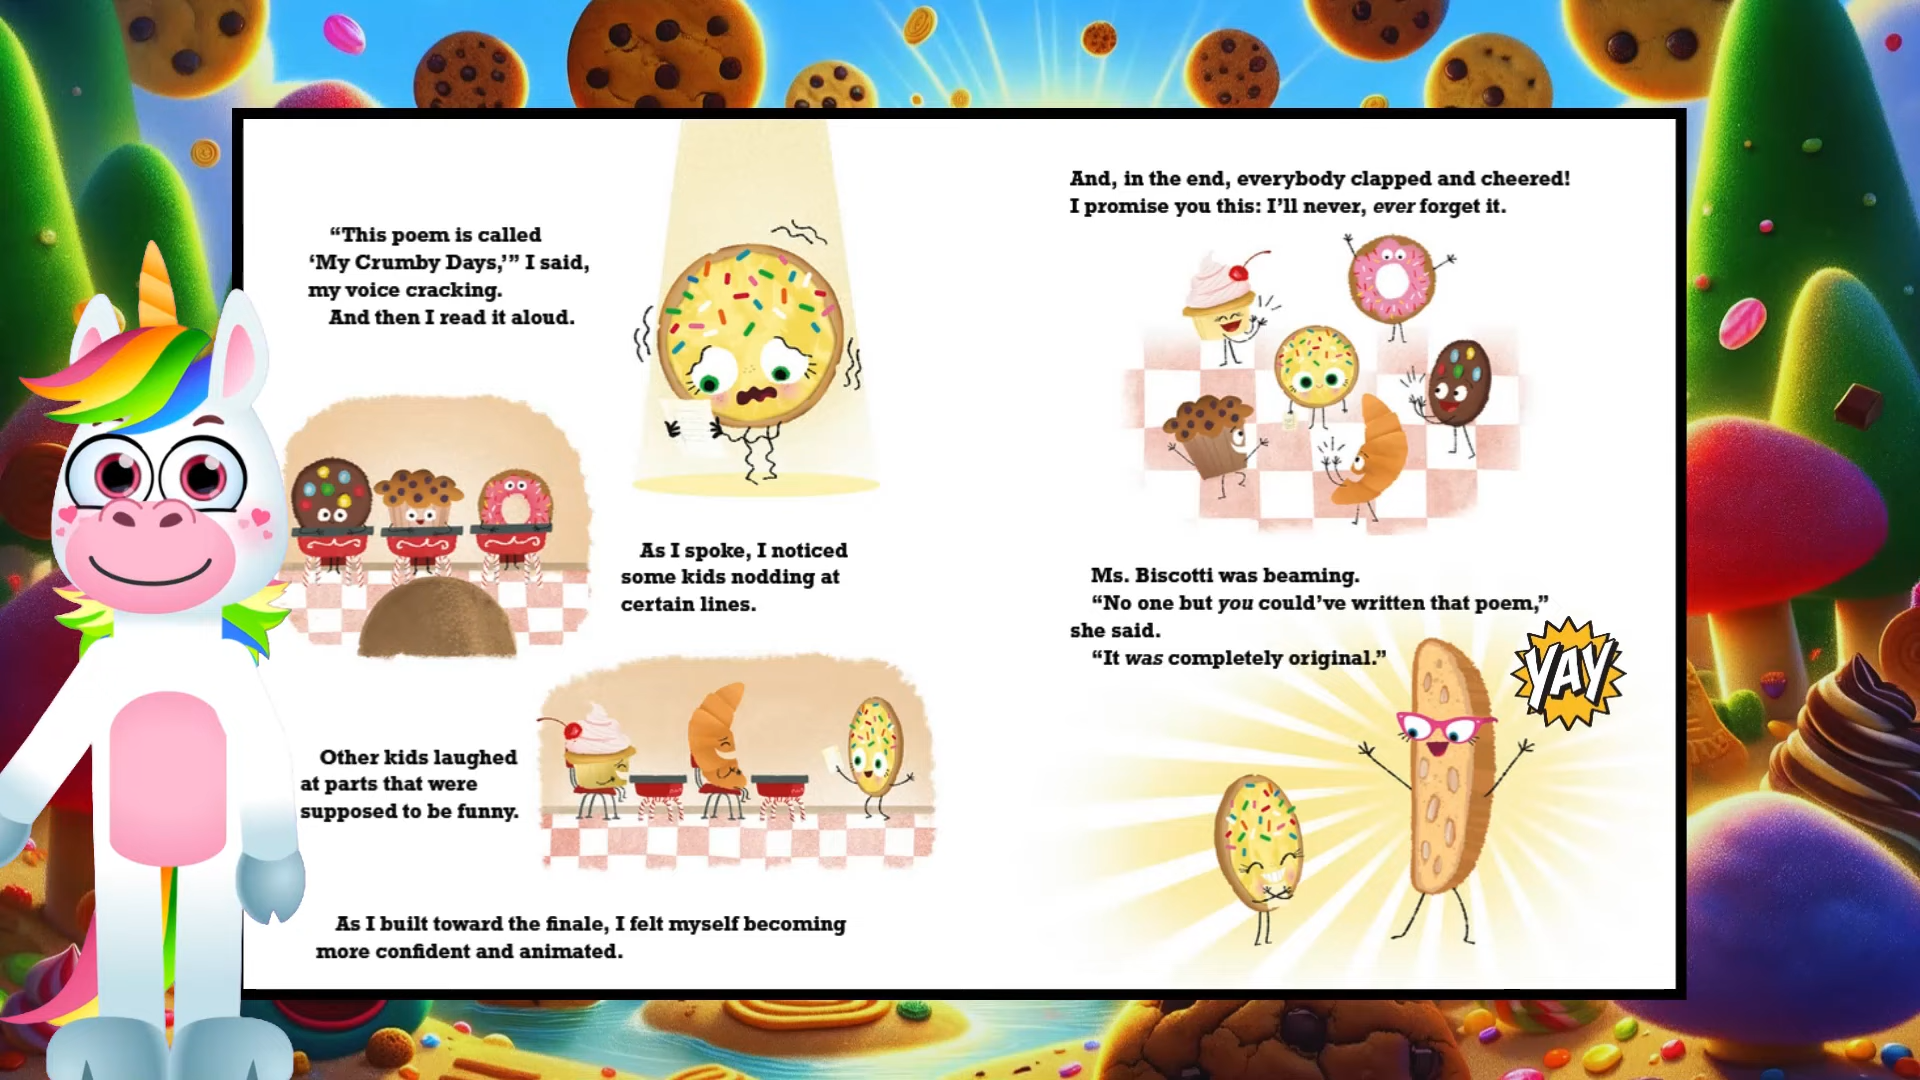 “This poem is called
‘My Crumby Days,’” I said,
my voice cracking.
And then I read it aloud.
As I spoke, I noticed
some kids nodding at
certain lines.
Other kids laughed
at parts that were
supposed to be funny.
As I built toward the finale, I felt myself becoming
more confident and animated.
And, in the end, everybody clapped and cheered!
I promise you this: I’ll never, ever forget it.
Ms. Biscotti was beaming.
“No one but you could’ve written that poem,”
she said.
“It was completely original.”
YAY